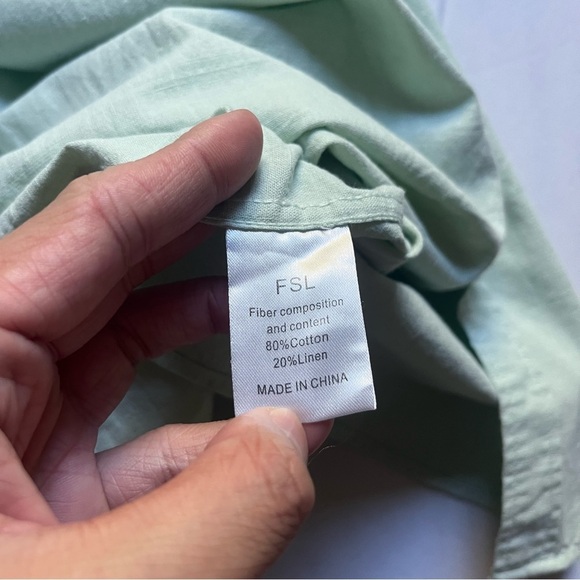 FSL
Fiber composition
and content
80%Cotton
20%Linen
MADE IN CHINA